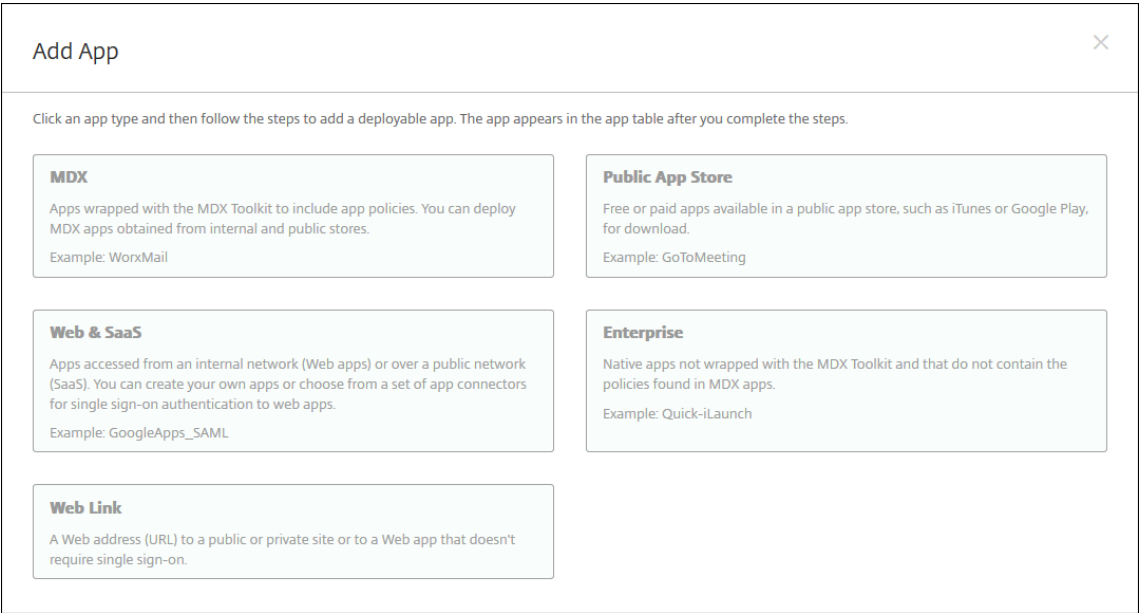 Add App
Click an app type and then follow the steps to add a deployable app. The app appears in the app table after you complete the steps.
MDX
Apps wrapped with the MDX Toolkit to include app policies. You can deploy
MDX apps obtained from internal and public stores.
Example: WorxMail
Public App Store
Free or paid apps available in a public app store, such as iTunes or Google Play,
for download.
Example: GoToMeeting
Web & SaaS
Apps accessed from an internal network (Web apps) or over a public network
(SaaS). You can create your own apps or choose from a set of app connectors
for single sign-on authentication to web apps.
Example: GoogleApps_SAML
Enterprise
Native apps not wrapped with the MDX Toolkit and that do not contain the
policies found in MDX apps.
Example: Quick-iLaunch
Web Link
A Web address (URL) to a public or private site or to a Web app that doesn't
require single sign-on.